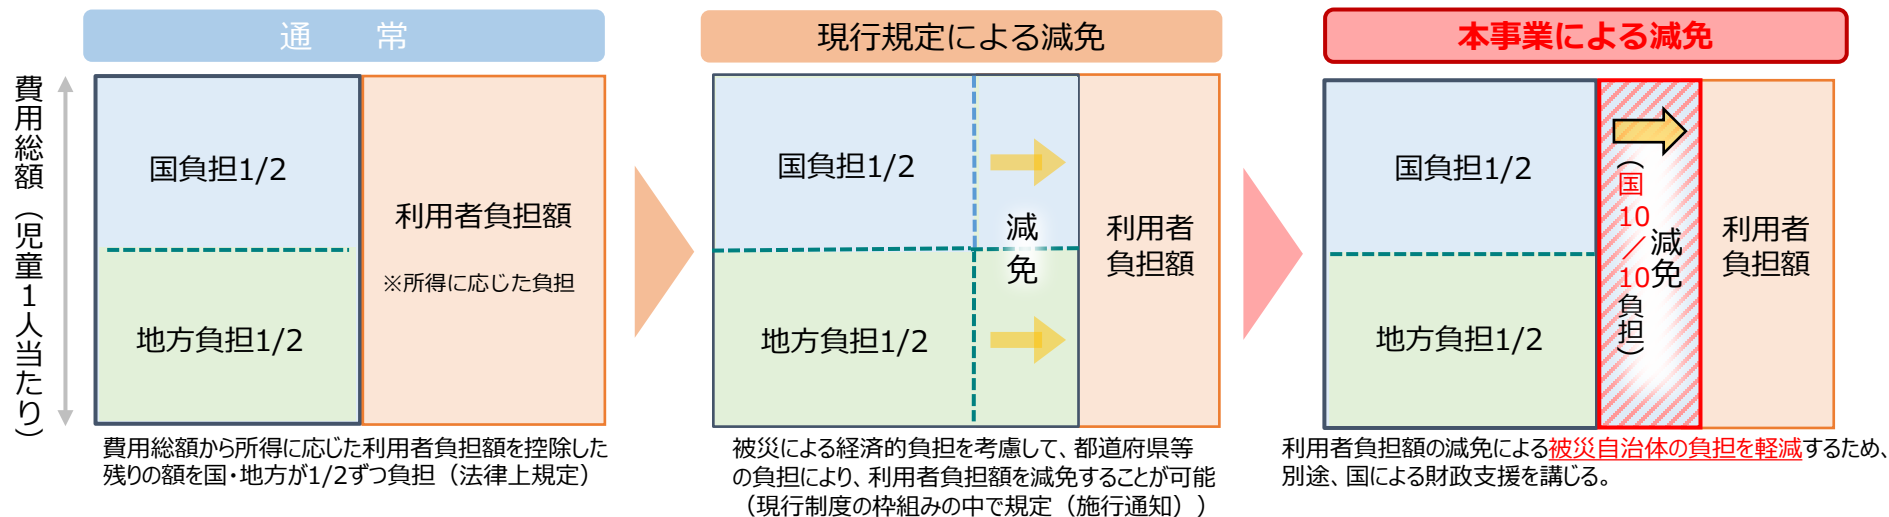 通　常
費用総額（児童１人当たり）
国負担1/2
地方負担1/2
利用者負担額
※所得に応じた負担
費用総額から所得に応じた利用者負担額を控除した
残りの額を国・地方が1/2ずつ負担（法律上規定）
現行規定による減免
国負担1/2
地方負担1/2
減免
利用者
負担額
被災による経済的負担を考慮して、都道府県等
の負担により、利用者負担額を減免することが可能
（現行制度の枠組みの中で規定（施行通知））
本事業による減免
国負担1/2
地方負担1/2
減免
（国10／10負担）
利用者
負担額
利用者負担額の減免による被災自治体の負担を軽減するため、
別途、国による財政支援を講じる。